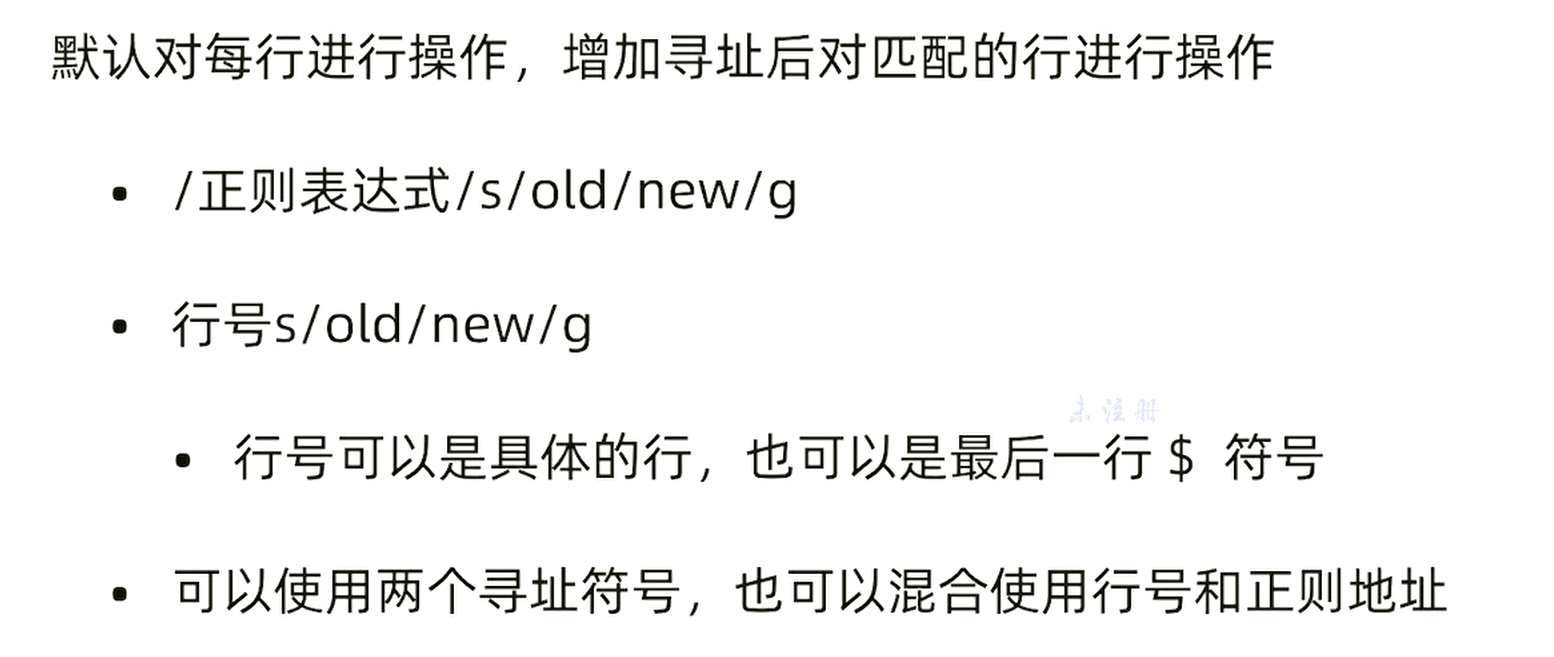 默认对每行进行操作，增加寻址后对匹配的行进行操作
• /正则表达式/s/old/new/g
• 行号s/old/new/g
未注册
• 行号可以是具体的行，也可以是最后一行 $ 符号
• 可以使用两个寻址符号，也可以混合使用行号和正则地址